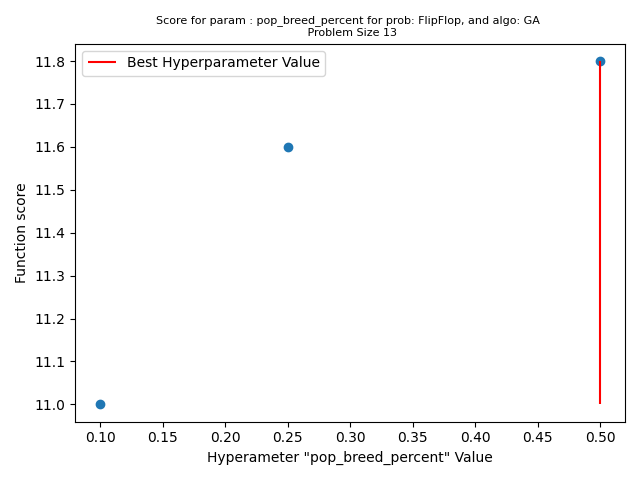 Score for param : pop_breed_percent for prob: FlipFlop, and algo: GA
Problem Size 13
Best Hyperparameter Value
Function score
11.8
11.7
11.6
11.5
11.4
11.3
11.2
11.1
11.0
0.10 0.15 0.20 0.25 0.30 0.35 0.40 0.45 0.50
Hyperameter "pop_breed_percent" Value